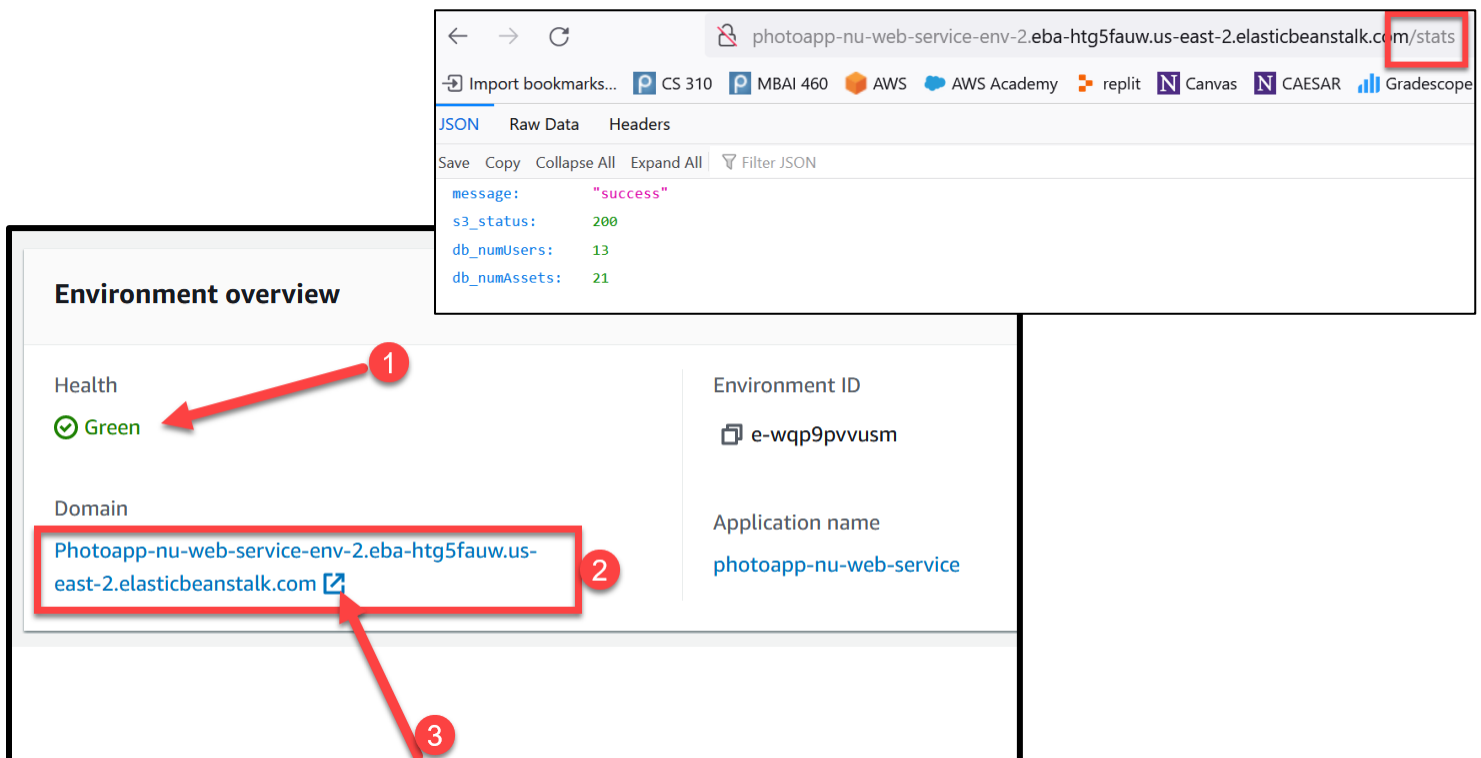 photoapp-nu-web-service-env-2.eba-htg5fauw.us-east-2.elasticbeanstalk.com/stats
Import bookmarks... CS 310 MBAI 460 AWS AWS Academy replit N Canvas N CAESAR Gradescope
JSON Raw Data Headers
Save Copy Collapse All Expand All Filter JSON
message: "success"
s3_status: 200
db_numUsers: 13
db_numAssets: 21
Environment overview
1
Health
Green
Environment ID
e-wqp9pvvusm
Domain
Photoapp-nu-web-service-env-2.eba-htg5fauw.us-
east-2.elasticbeanstalk.com
2
Application name
photoapp-nu-web-service
3